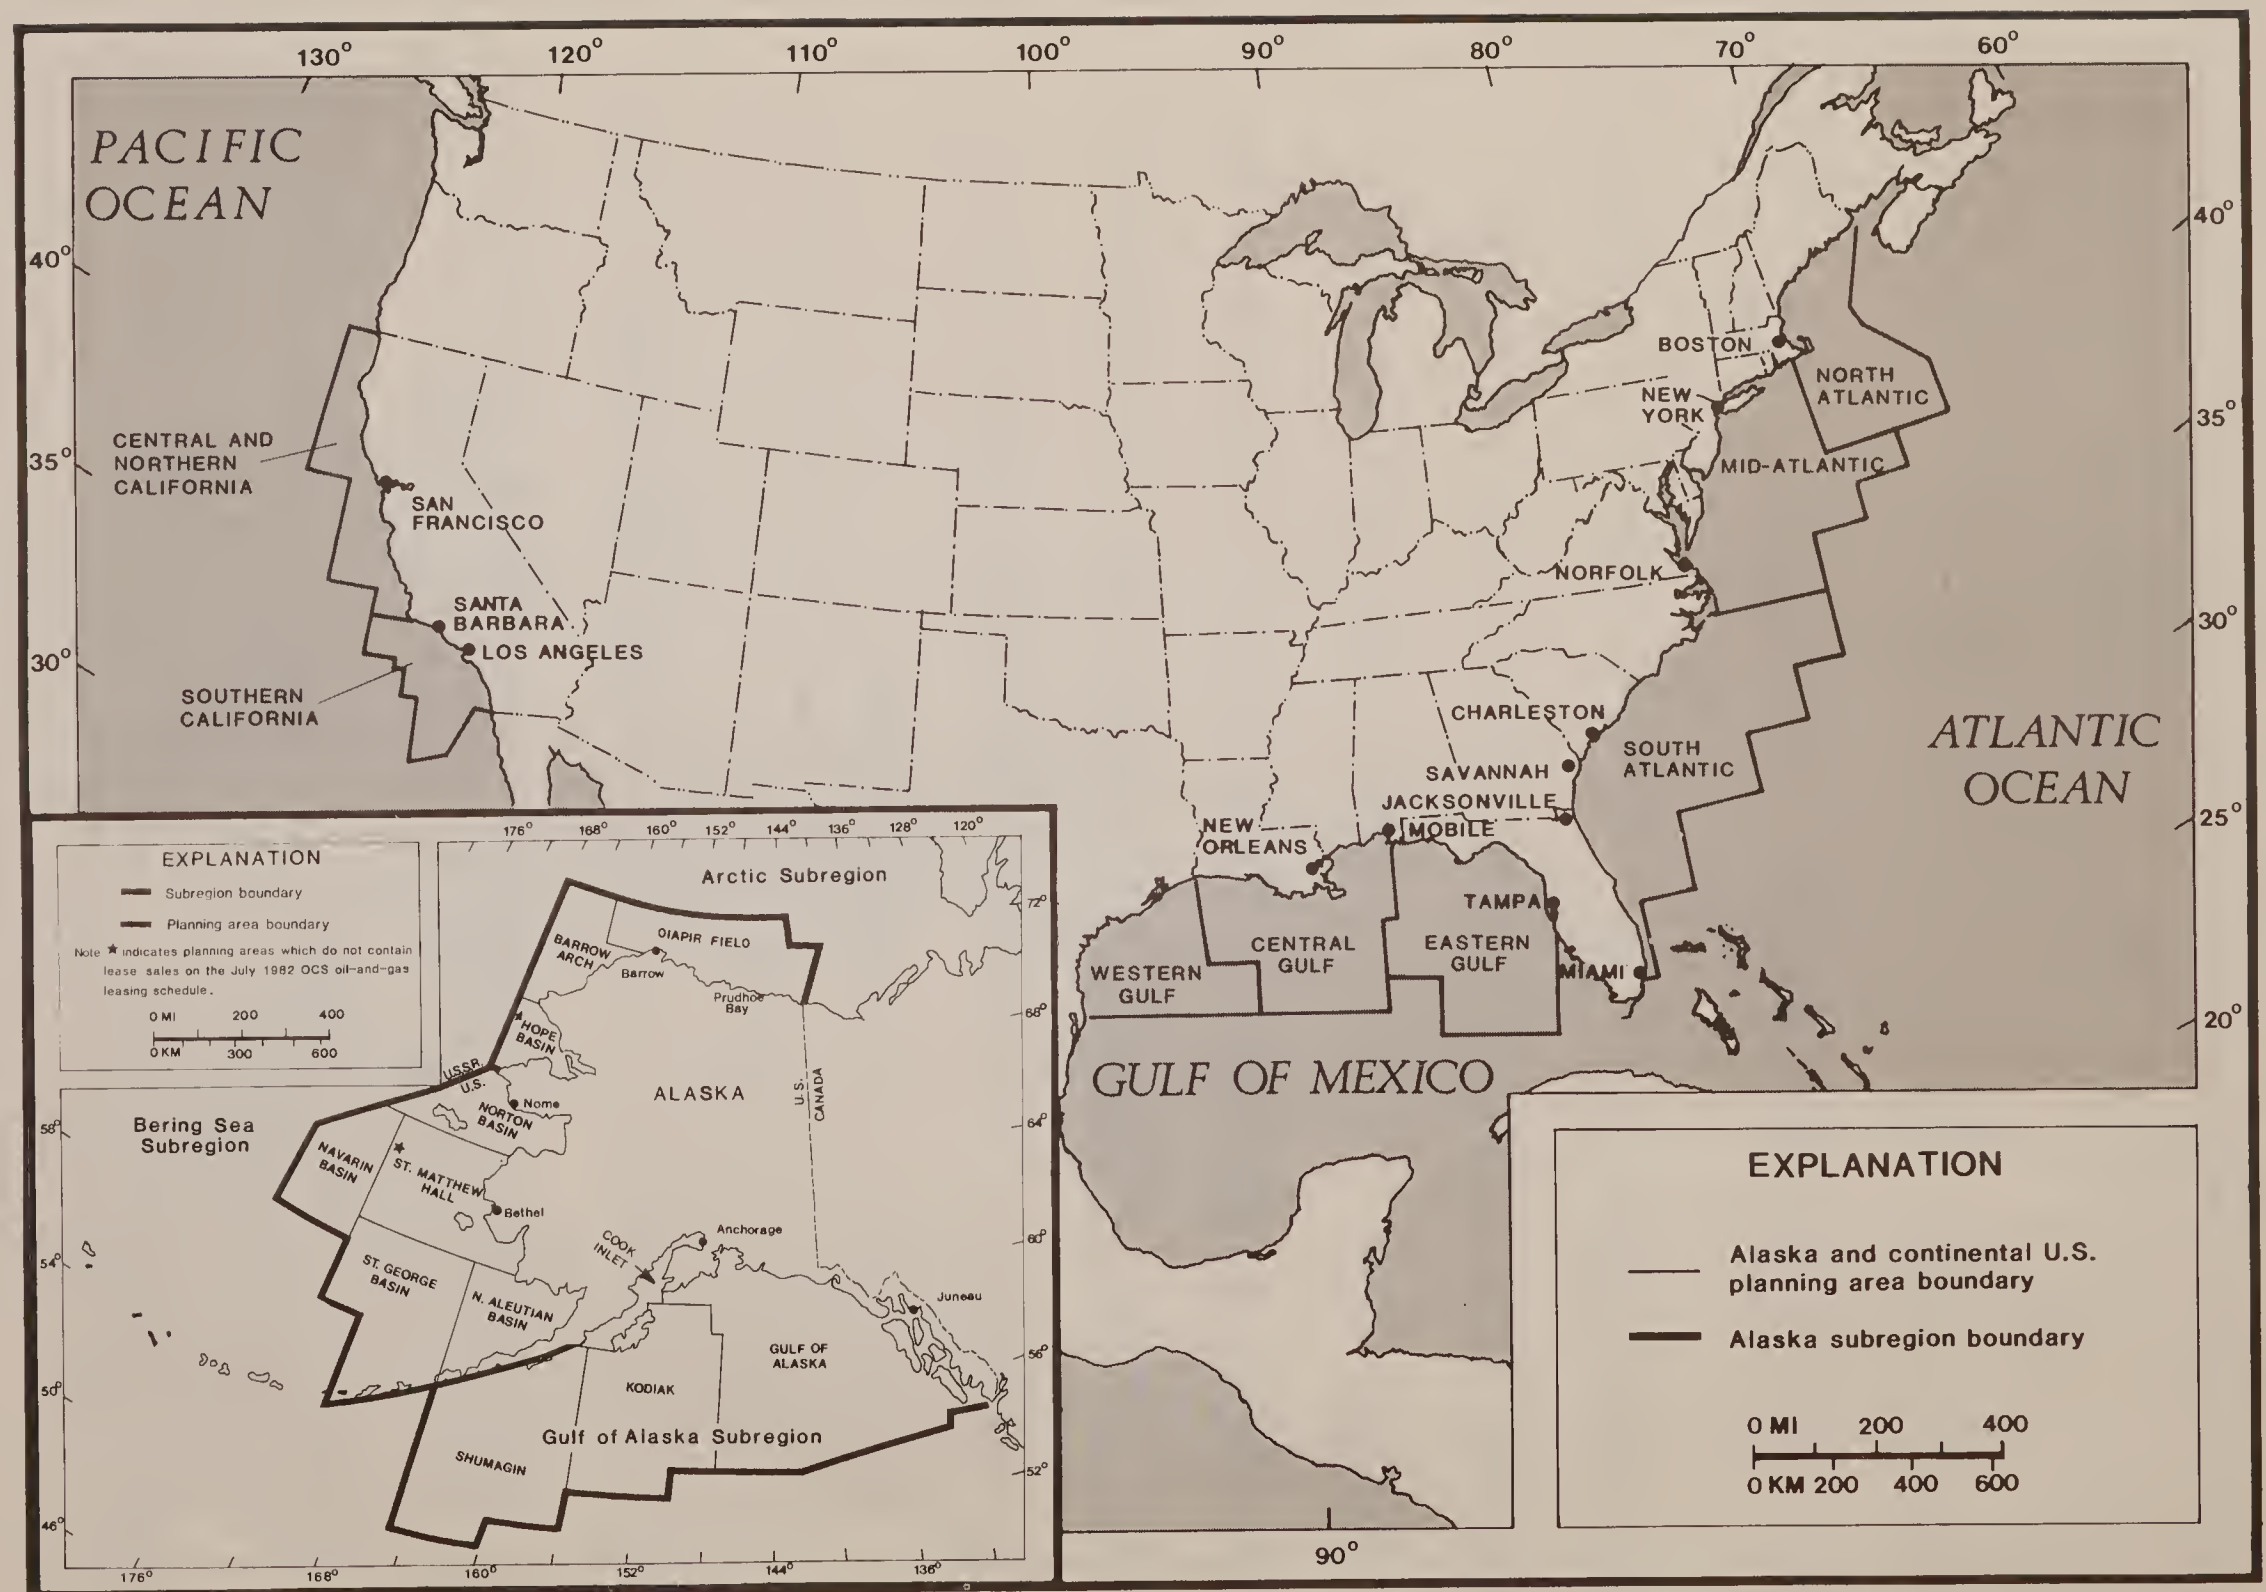 130° 120° 110° 100° 90° 80° 70° 60°
PACIFIC
OCEAN
40°
35°
30°
40°
35°
30°
25°
20°
CENTRAL AND
NORTHERN
CALIFORNIA
SAN
FRANCISCO
SANTA
BARBARA
LOS ANGELES
SOUTHERN
CALIFORNIA
BOSTON
NORTH
ATLANTIC
NEW
YORK
MID-ATLANTIC
NORFOLK
CHARLESTON
SOUTH
ATLANTIC
SAVANNAH
JACKSONVILLE
MOBILE
NEW
ORLEANS
TAMPA
MIAMI
ATLANTIC
OCEAN
WESTERN
GULF
CENTRAL
GULF
EASTERN
GULF
GULF OF MEXICO
90°
EXPLANATION
Subregion boundary
Planning area boundary
Note ★ indicates planning areas which do not contain
lease sales on the July 1982 OCS oil-and-gas
leasing schedule.
0 MI 200 400
0 KM 300 600
176° 168° 160° 152° 144° 136° 128° 120°
Arctic Subregion
72°
68°
64°
60°
56°
52°
BARROW
ARCH
DIAPIR FIELD
Barrow
Prudhoe
Bay
★
HOPE
BASIN
U.S.S.R.
U.S.
ALASKA
U.S.
CANADA
Nome
NORTON
BASIN
Bering Sea
Subregion
58°
54°
50°
46°
NAVARIN
BASIN
★
ST. MATTHEW
HALL
Bethel
COOK
INLET
Anchorage
ST. GEORGE
BASIN
N. ALEUTIAN
BASIN
Juneau
GULF OF
ALASKA
KODIAK
Gulf of Alaska Subregion
SHUMAGIN
176° 168° 160° 152° 144° 136°
EXPLANATION
Alaska and continental U.S.
planning area boundary
Alaska subregion boundary
0 MI 200 400
0 KM 200 400 600